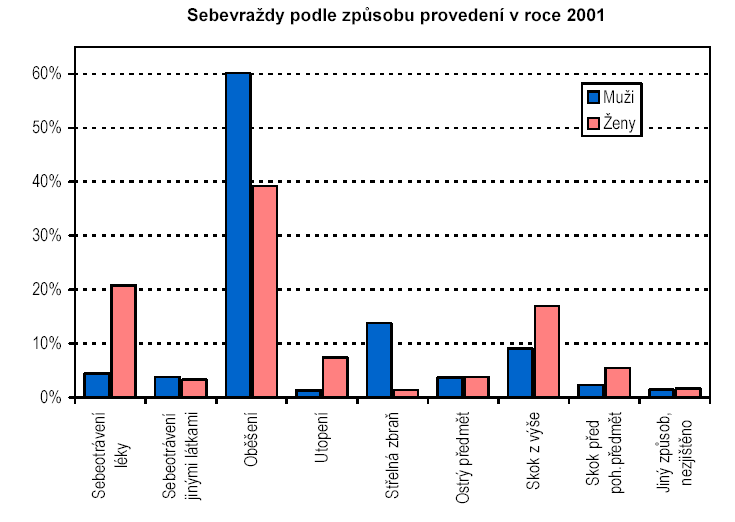 Sebevraždy podle způsobu provedení v roce 2001
60%
50%
40%
30%
20%
10%
0%
Muži
Ženy
Sebeotrávení
léky
Sebeotrávení
jinými látkami
Oběšení
Utopení
Střelná zbraň
Ostrý předmět
Skok z výše
Skok před
poh.předmět
Jiný způsob,
nezjištěno